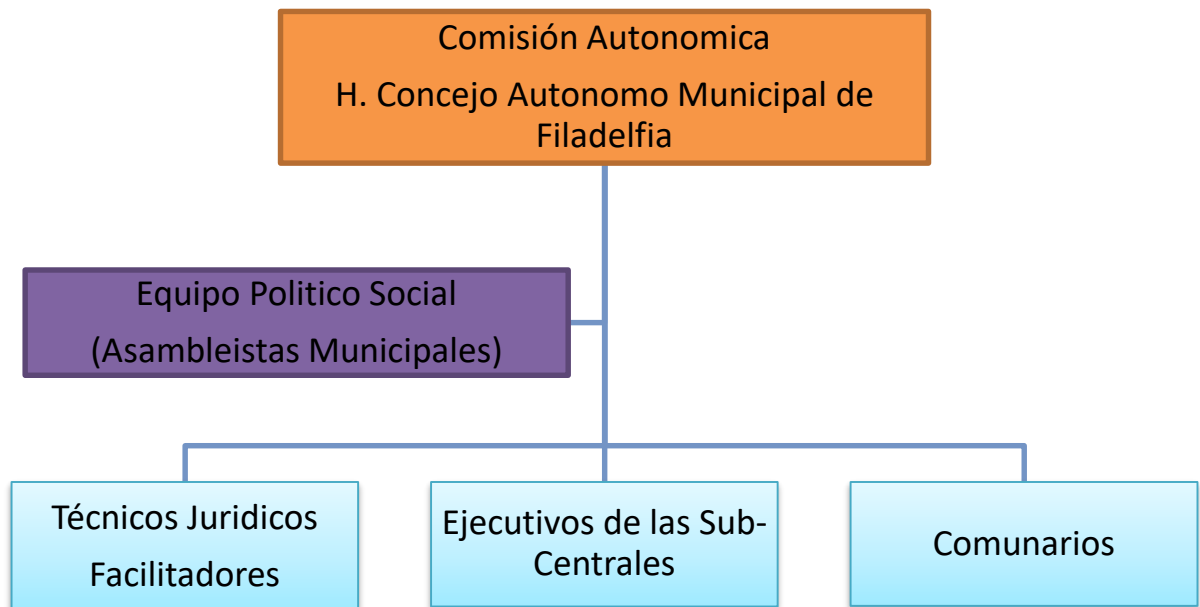 Comisión Autonomica
H. Concejo Autonomo Municipal de
Filadelfia
Equipo Politico Social
(Asambleistas Municipales)
Técnicos Juridicos
Facilitadores
Ejecutivos de las Sub-
Centrales
Comunarios